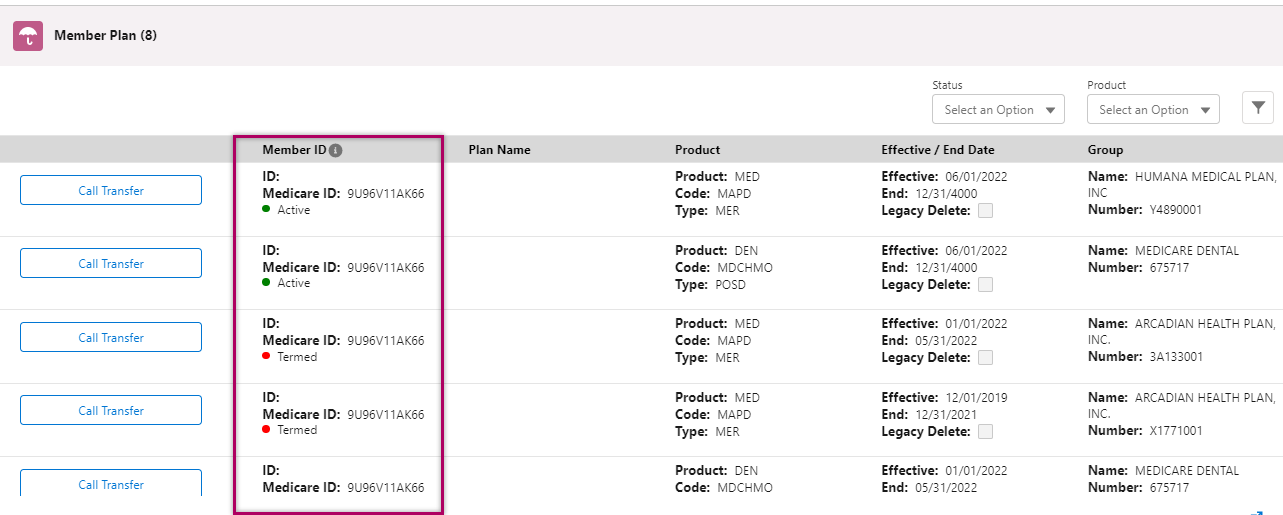 Member Plan (8)
Status Product
Select an Option Select an Option
Member ID Plan Name Product Effective / End Date Group
Call Transfer
ID:
Medicare ID: 9U96V11AK66
Active
Product: MED
Code: MAPD
Type: MER
Effective: 06/01/2022
End: 12/31/4000
Legacy Delete:
Name: HUMANA MEDICAL PLAN,
INC
Number: Y4890001
Call Transfer
ID:
Medicare ID: 9U96V11AK66
Active
Product: DEN
Code: MDCHMO
Type: POSD
Effective: 06/01/2022
End: 12/31/4000
Legacy Delete:
Name: MEDICARE DENTAL
Number: 675717
Call Transfer
ID:
Medicare ID: 9U96V11AK66
Termed
Product: MED
Code: MAPD
Type: MER
Effective: 01/01/2022
End: 05/31/2022
Legacy Delete:
Name: ARCADIAN HEALTH PLAN,
INC.
Number: 3A133001
Call Transfer
ID:
Medicare ID: 9U96V11AK66
Termed
Product: MED
Code: MAPD
Type: MER
Effective: 12/01/2019
End: 12/31/2021
Legacy Delete:
Name: ARCADIAN HEALTH PLAN,
INC.
Number: X1771001
Call Transfer
ID:
Medicare ID: 9U96V11AK66
Product: DEN
Code: MDCHMO
Effective: 01/01/2022
End: 05/31/2022
Name: MEDICARE DENTAL
Number: 675717